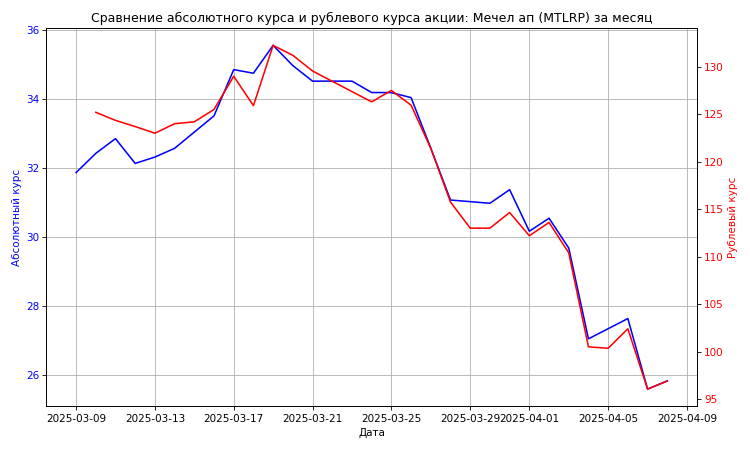 Сравнение абсолютного курса и рублевого курса акции: Мечел ап (MTLRP) за месяц
36
34
32
30
28
26
Абсолютный курс
130
125
120
115
110
105
100
95
Рублевый курс
2025-03-09 2025-03-13 2025-03-17 2025-03-21 2025-03-25 2025-03-29 2025-04-01 2025-04-05 2025-04-09
Дата